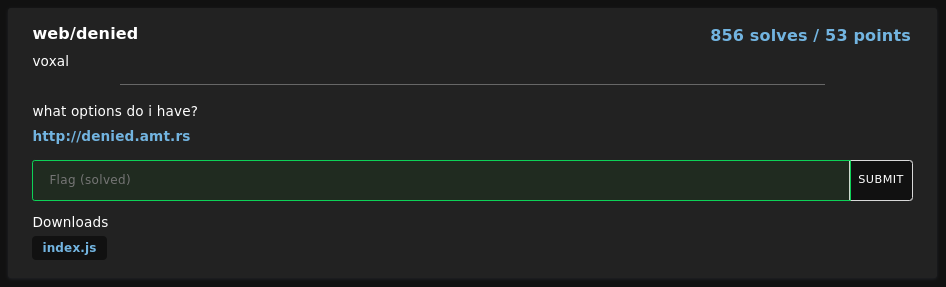 web/denied
856 solves / 53 points
voxal
what options do i have?
http://denied.amt.rs
Flag (solved)
SUBMIT
Downloads
index.js